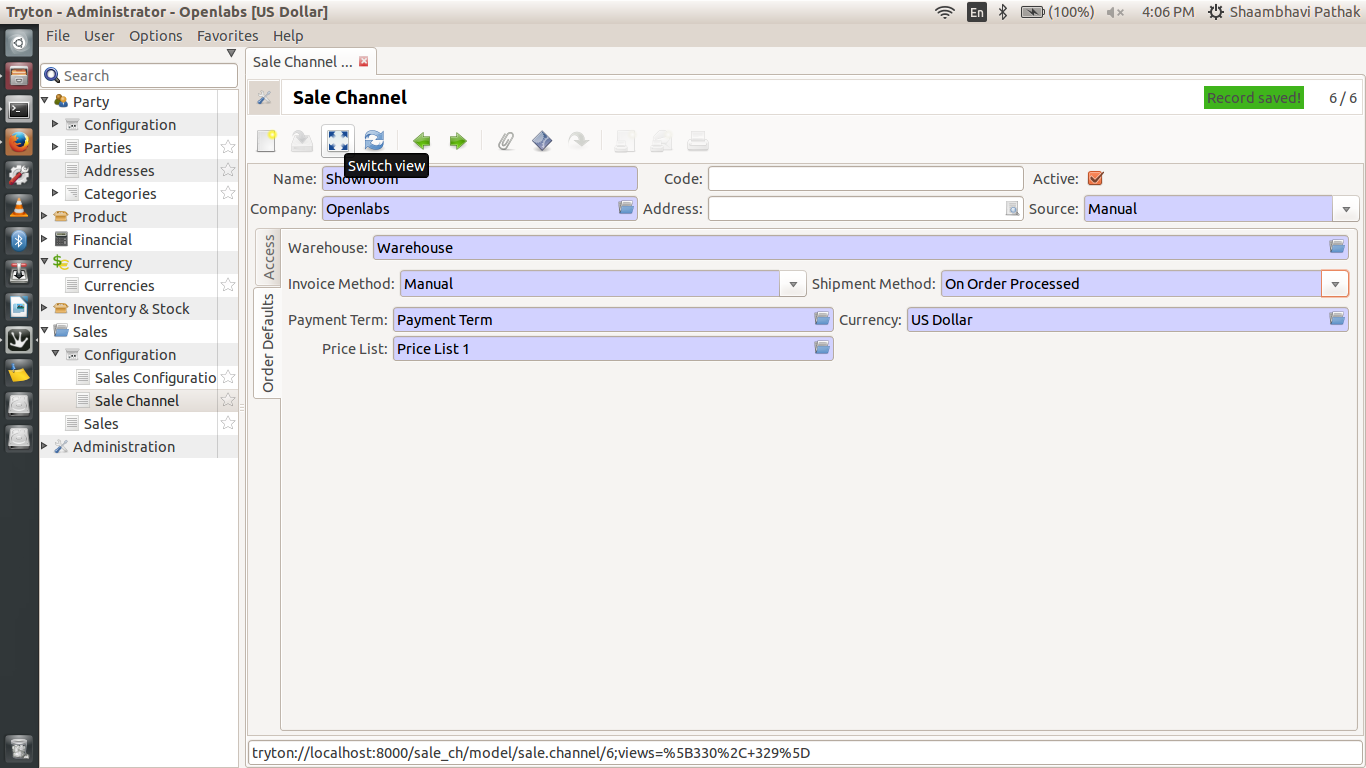 Tryton - Administrator - Openlabs [US Dollar]
En
(100%)
4:06 PM
Shaambhavi Pathak
File User Options Favorites Help
Search
Party
Configuration
Parties
Addresses
Categories
Product
Financial
Currency
Currencies
Inventory & Stock
Sales
Configuration
Sales Configuratio
Sale Channel
Sales
Administration
Sale Channel ...
Sale Channel
Record saved!
6 / 6
Switch view
Name: Showroom Code: Active:
Company: Openlabs Address: Source: Manual
Access
Order Defaults
Warehouse: Warehouse
Invoice Method: Manual Shipment Method: On Order Processed
Payment Term: Payment Term Currency: US Dollar
Price List: Price List 1
tryton://localhost:8000/sale_ch/model/sale.channel/6;views=%5B330%2C+329%5D